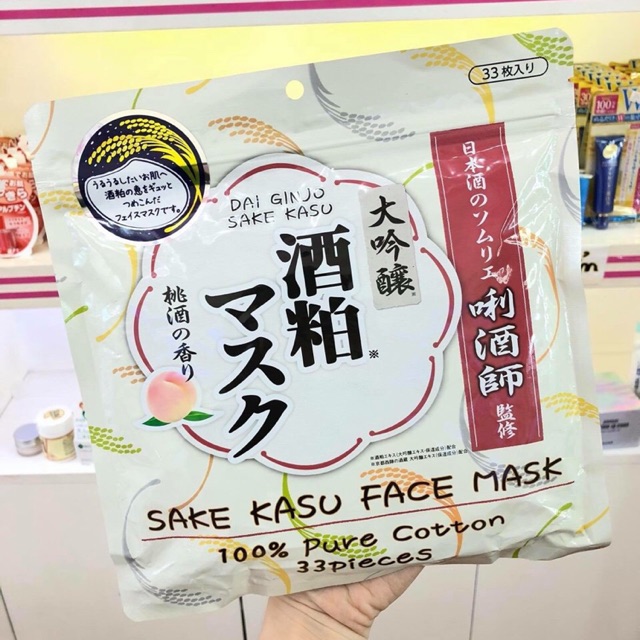 33枚入り
うるうるしたいお肌へ
酒粕の恵をギュッと
つめこんだ
フェイスマスクです。
DAI GINJO
SAKE KASU
大吟醸※
酒粕※
マスク
桃酒の香り
日本酒のソムリエ
唎酒師
監修
SAKE KASU FACE MASK
100% Pure Cotton
33pieces